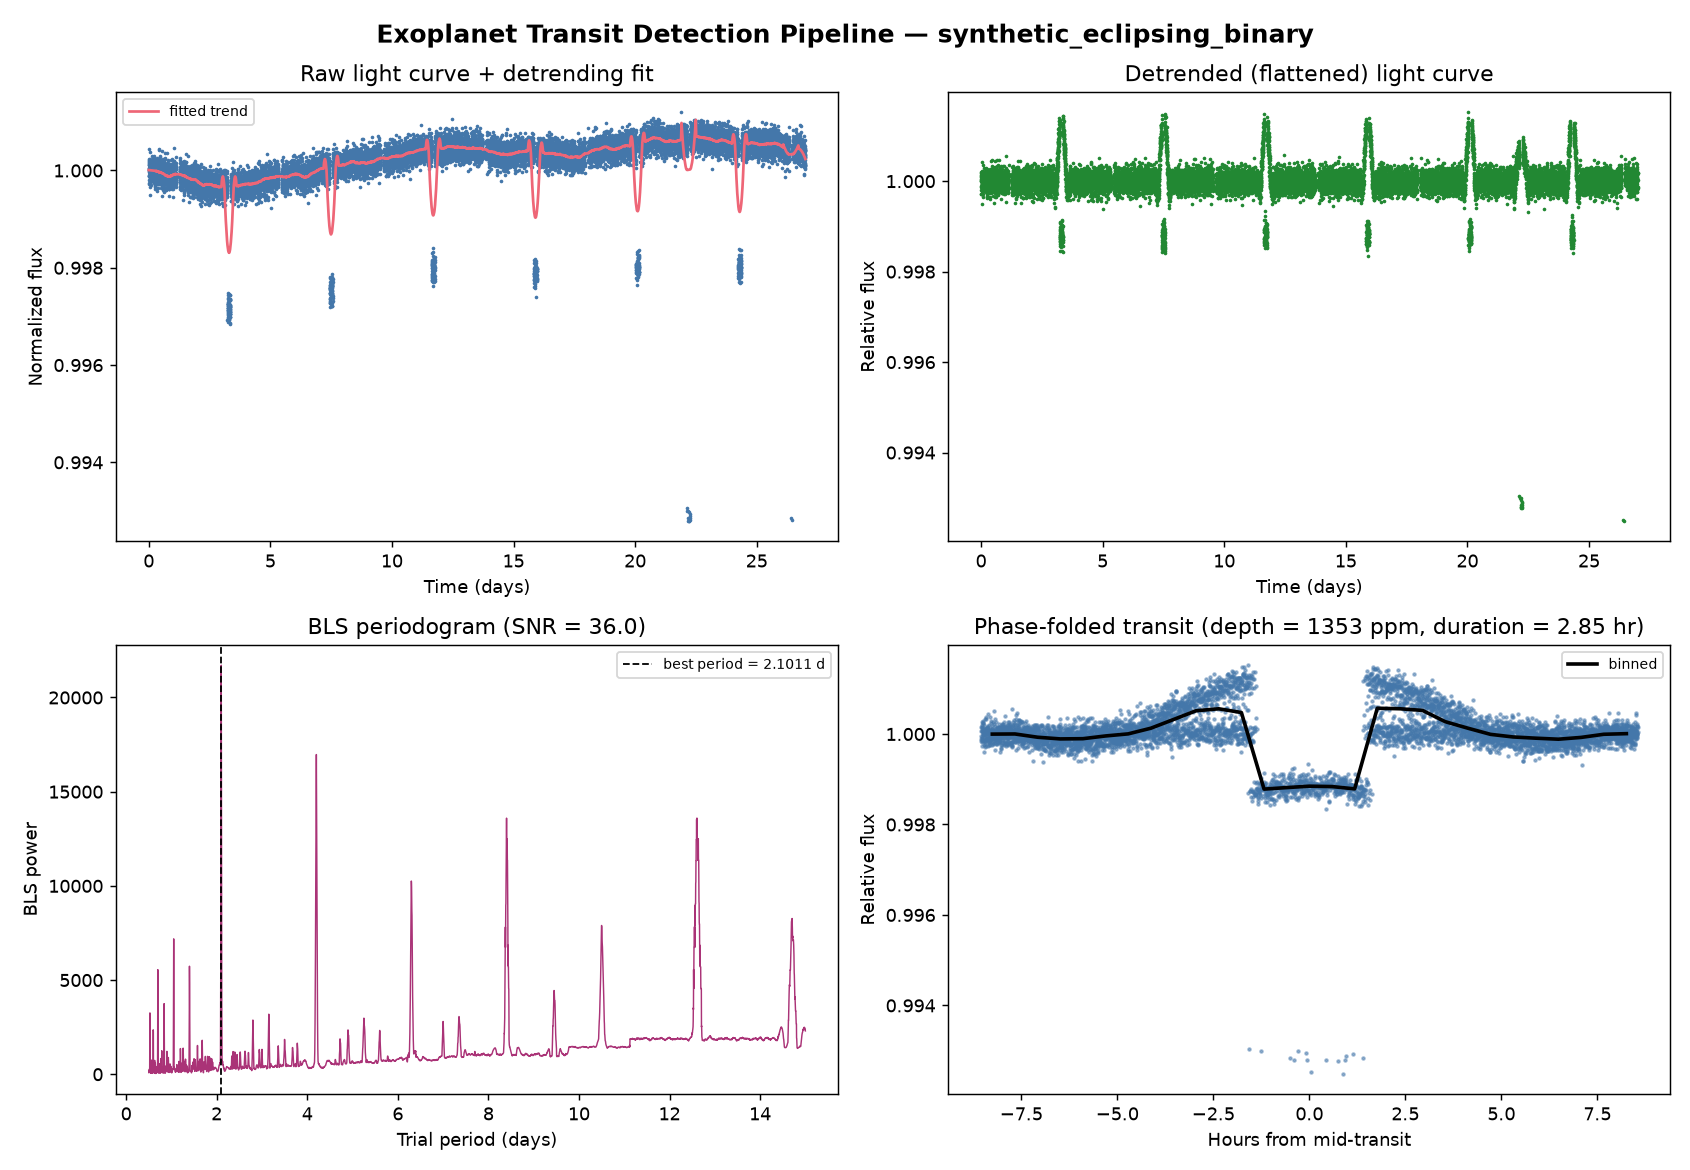 Exoplanet Transit Detection Pipeline — synthetic_eclipsing_binary
Raw light curve + detrending fit
fitted trend
1.000
0.998
0.996
0.994
Normalized flux
0 5 10 15 20 25
Time (days)
Detrended (flattened) light curve
1.000
0.998
0.996
0.994
Relative flux
0 5 10 15 20 25
Time (days)
BLS periodogram (SNR = 36.0)
best period = 2.1011 d
20000
15000
10000
5000
0
BLS power
0 2 4 6 8 10 12 14
Trial period (days)
Phase-folded transit (depth = 1353 ppm, duration = 2.85 hr)
binned
1.000
0.998
0.996
0.994
Relative flux
−7.5 −5.0 −2.5 0.0 2.5 5.0 7.5
Hours from mid-transit